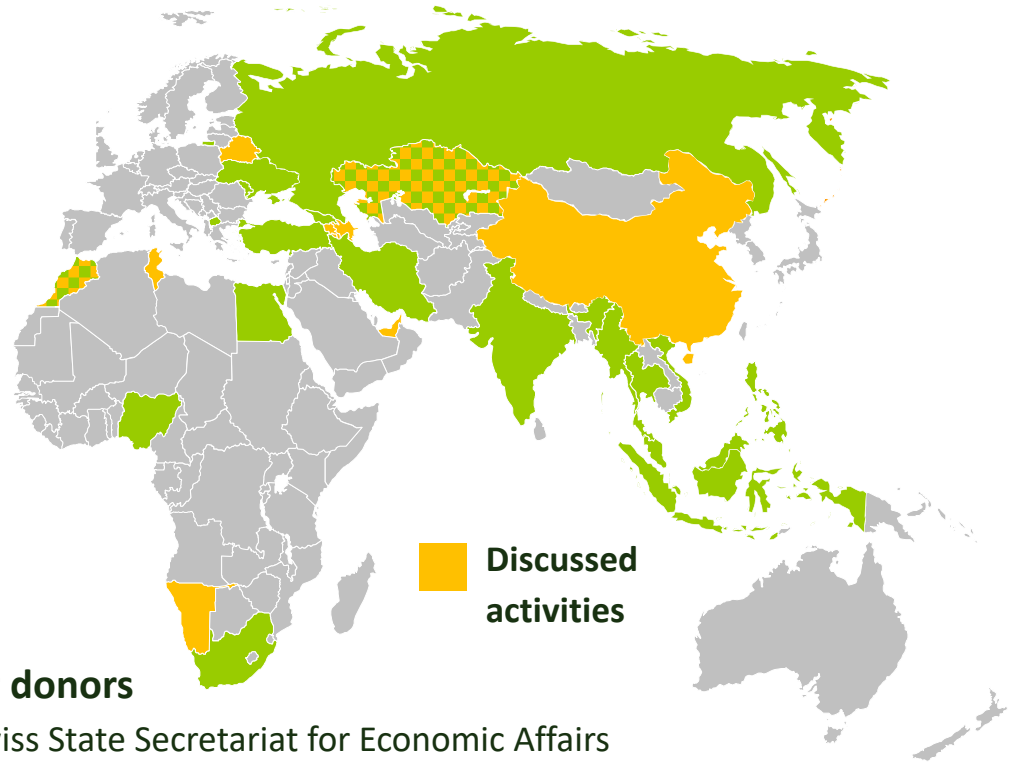 Discussed
activities
donors
iss State Secretariat for Economic Affairs